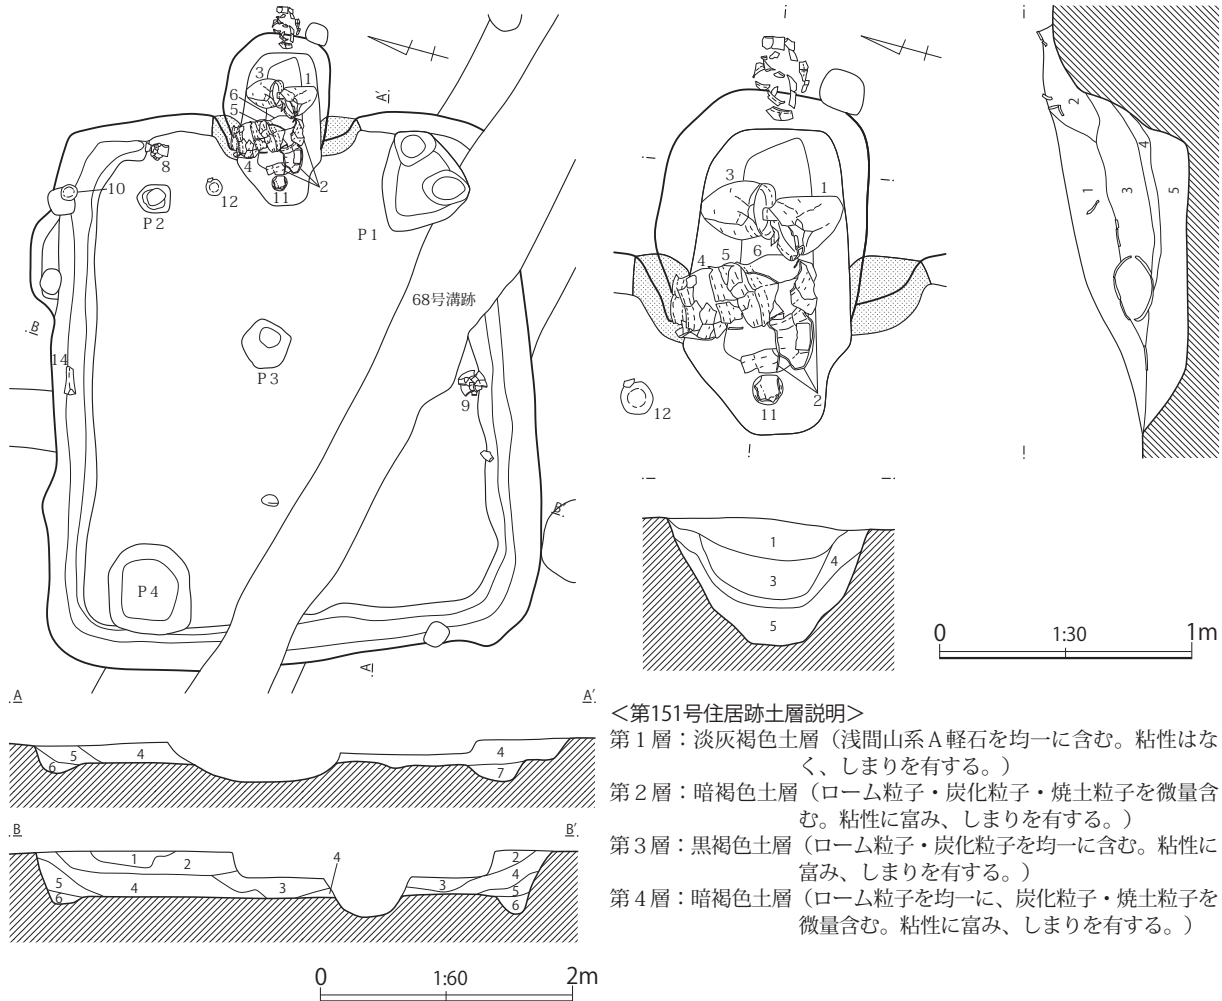 3
1
6
5
4
2
11
8
10
12
P 2
P 1
A'
68号溝跡
B
14
P 3
9
B'
P 4
A
3
1
4
5
6
2
11
12
2
1
3
4
5
1
3
4
5
0 1:30 1m
A A'
6 5 4 4 7
B B'
1 2 4 2
5 4 3 3 4
6 5
6
0 1:60 2m
<第151号住居跡土層説明>
第1層：淡灰褐色土層（浅間山系A軽石を均一に含む。粘性はな
く、しまりを有する。）
第2層：暗褐色土層（ローム粒子・炭化粒子・焼土粒子を微量含
む。粘性に富み、しまりを有する。）
第3層：黒褐色土層（ローム粒子・炭化粒子を均一に含む。粘性に
富み、しまりを有する。）
第4層：暗褐色土層（ローム粒子を均一に、炭化粒子・焼土粒子を
微量含む。粘性に富み、しまりを有する。）